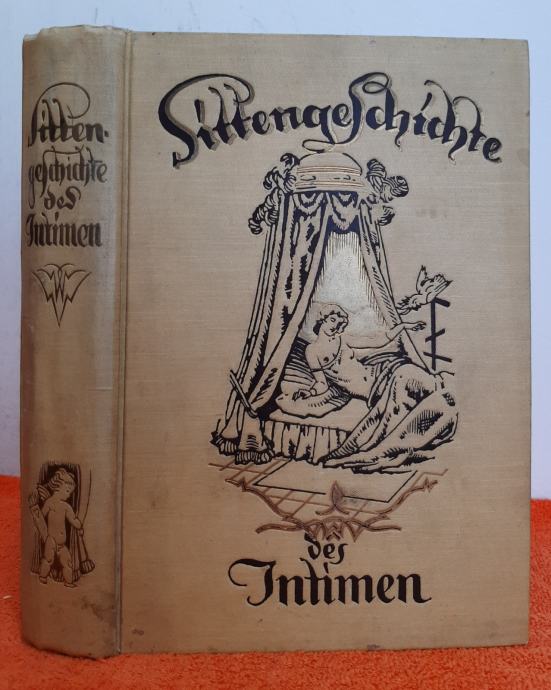 Sitten-
geschichte
des
Intimen
Sittengeschichte
des
Intimen